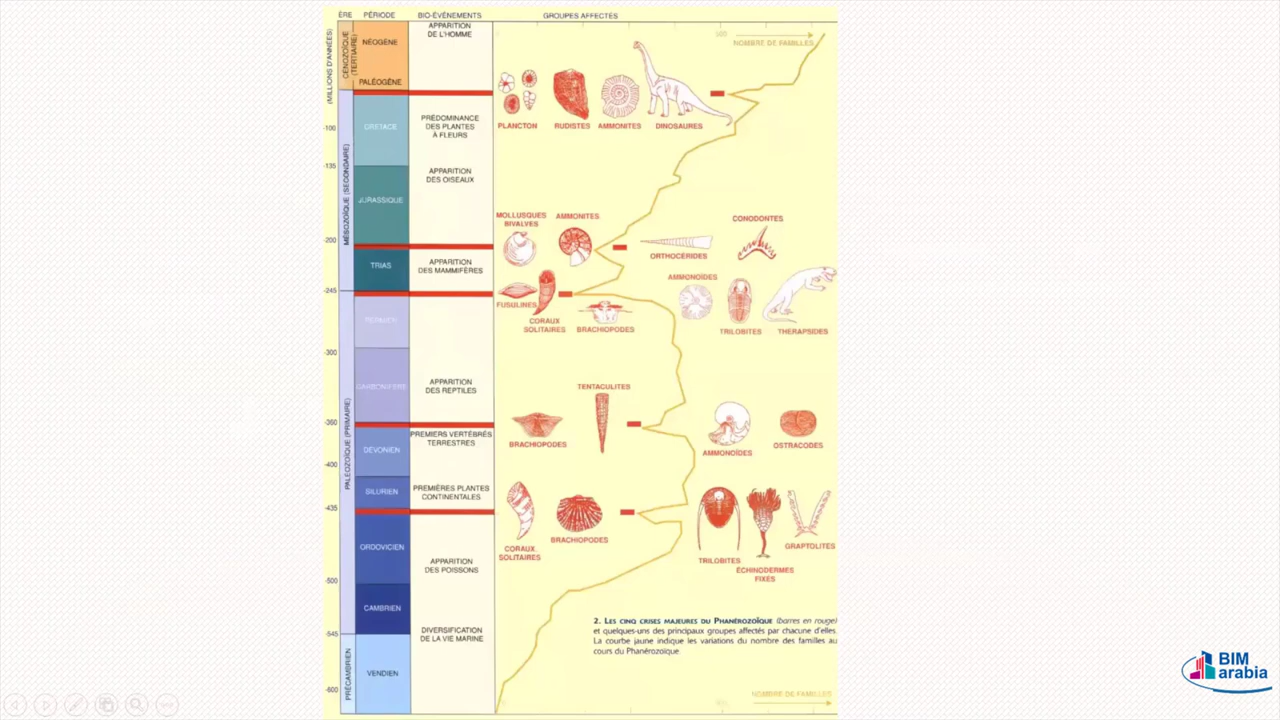 ÈRE PÉRIODE BIO-ÉVÉNEMENTS GROUPES AFFECTÉS
(MILLIONS D'ANNÉES)
CÉNOZOÏQUE
(TERTIAIRE)
NÉOGÈNE
PALÉOGÈNE
APPARITION
DE L'HOMME
NOMBRE DE FAMILLES
MÉSOZOÏQUE (SECONDAIRE)
-100
CRÉTACÉ
PRÉDOMINANCE
DES PLANTES
À FLEURS
PLANCTON RUDISTES AMMONITES DINOSAURES
-135
JURASSIQUE
APPARITION
DES OISEAUX
-200
MOLLUSQUES
BIVALVES
AMMONITES
CONODONTES
ORTHOCÉRIDES
TRIAS
APPARITION
DES MAMMIFÈRES
-245
AMMONOÏDES
FUSULINES
CORAUX
SOLITAIRES
BRACHIOPODES
TRILOBITES
THERAPSIDES
PALÉOZOÏQUE (PRIMAIRE)
-300
CARBONIFÈRE
APPARITION
DES REPTILES
TENTACULITES
-360
PREMIERS VERTÉBRÉS
TERRESTRES
BRACHIOPODES
AMMONOÏDES
OSTRACODES
DÉVONIEN
-400
SILURIEN
PREMIÈRES PLANTES
CONTINENTALES
-435
ORDOVICIEN
CORAUX
SOLITAIRES
BRACHIOPODES
TRILOBITES
ÉCHINODERMES
FIXÉS
GRAPTOLITES
APPARITION
DES POISSONS
-500
CAMBRIEN
-545
DIVERSIFICATION
DE LA VIE MARINE
PRÉCAMBRIEN
VENDIEN
-600
2. LES CINQ CRISES MAJEURES DU PHANÉROZOÏQUE (barres en rouge)
et quelques-uns des principaux groupes affectés par chacune d'elles.
La courbe jaune indique les variations du nombre des familles au
cours du Phanérozoïque.
NOMBRE DE FAMILLES
BIM
arabia